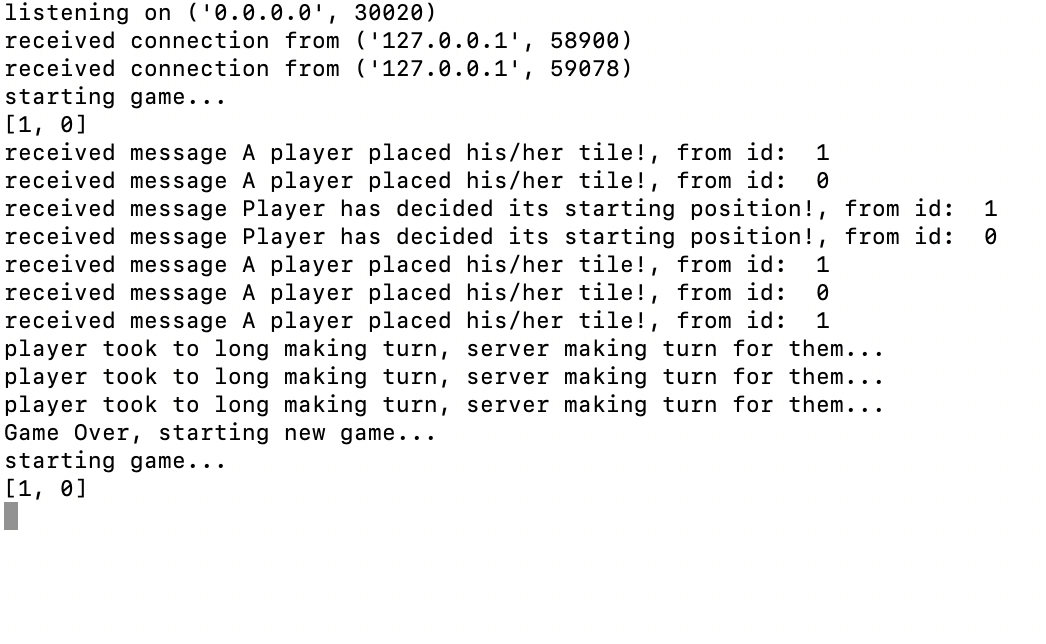 listening on ('0.0.0.0', 30020)
received connection from ('127.0.0.1', 58900)
received connection from ('127.0.0.1', 59078)
starting game...
[1, 0]
received message A player placed his/her tile!, from id:  1
received message A player placed his/her tile!, from id:  0
received message Player has decided its starting position!, from id:  1
received message Player has decided its starting position!, from id:  0
received message A player placed his/her tile!, from id:  1
received message A player placed his/her tile!, from id:  0
received message A player placed his/her tile!, from id:  1
player took to long making turn, server making turn for them...
player took to long making turn, server making turn for them...
player took to long making turn, server making turn for them...
Game Over, starting new game...
starting game...
[1, 0]